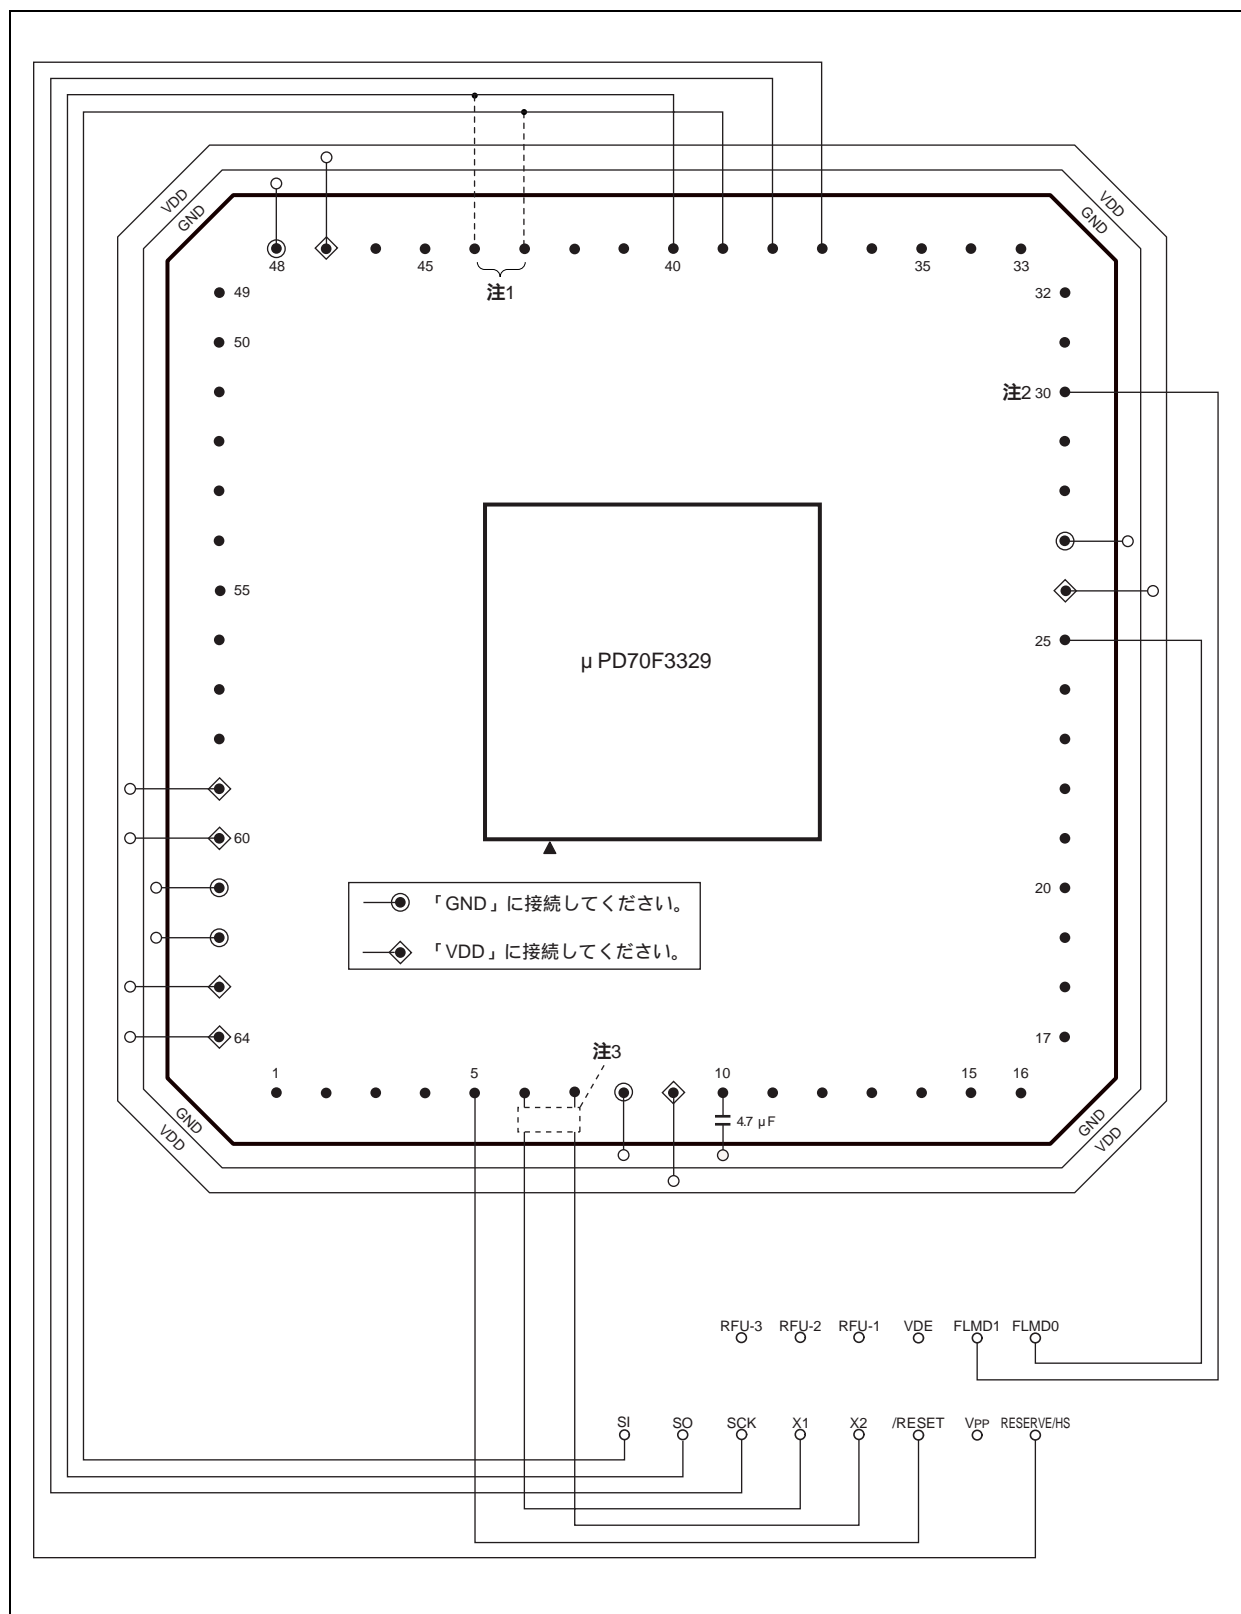 VDD
GND
VDD
GND
48
45
40
35
33
注1
49
50
32
注2 30
55
25
μ PD70F3329
60
20
「GND」に接続してください。
「VDD」に接続してください。
64
17
注3
1
5
10
15
16
4.7 μF
GND
VDD
GND
VDD
RFU-3 RFU-2 RFU-1 VDE FLMD1 FLMD0
SI SO SCK X1 X2 /RESET VPP RESERVE/HS